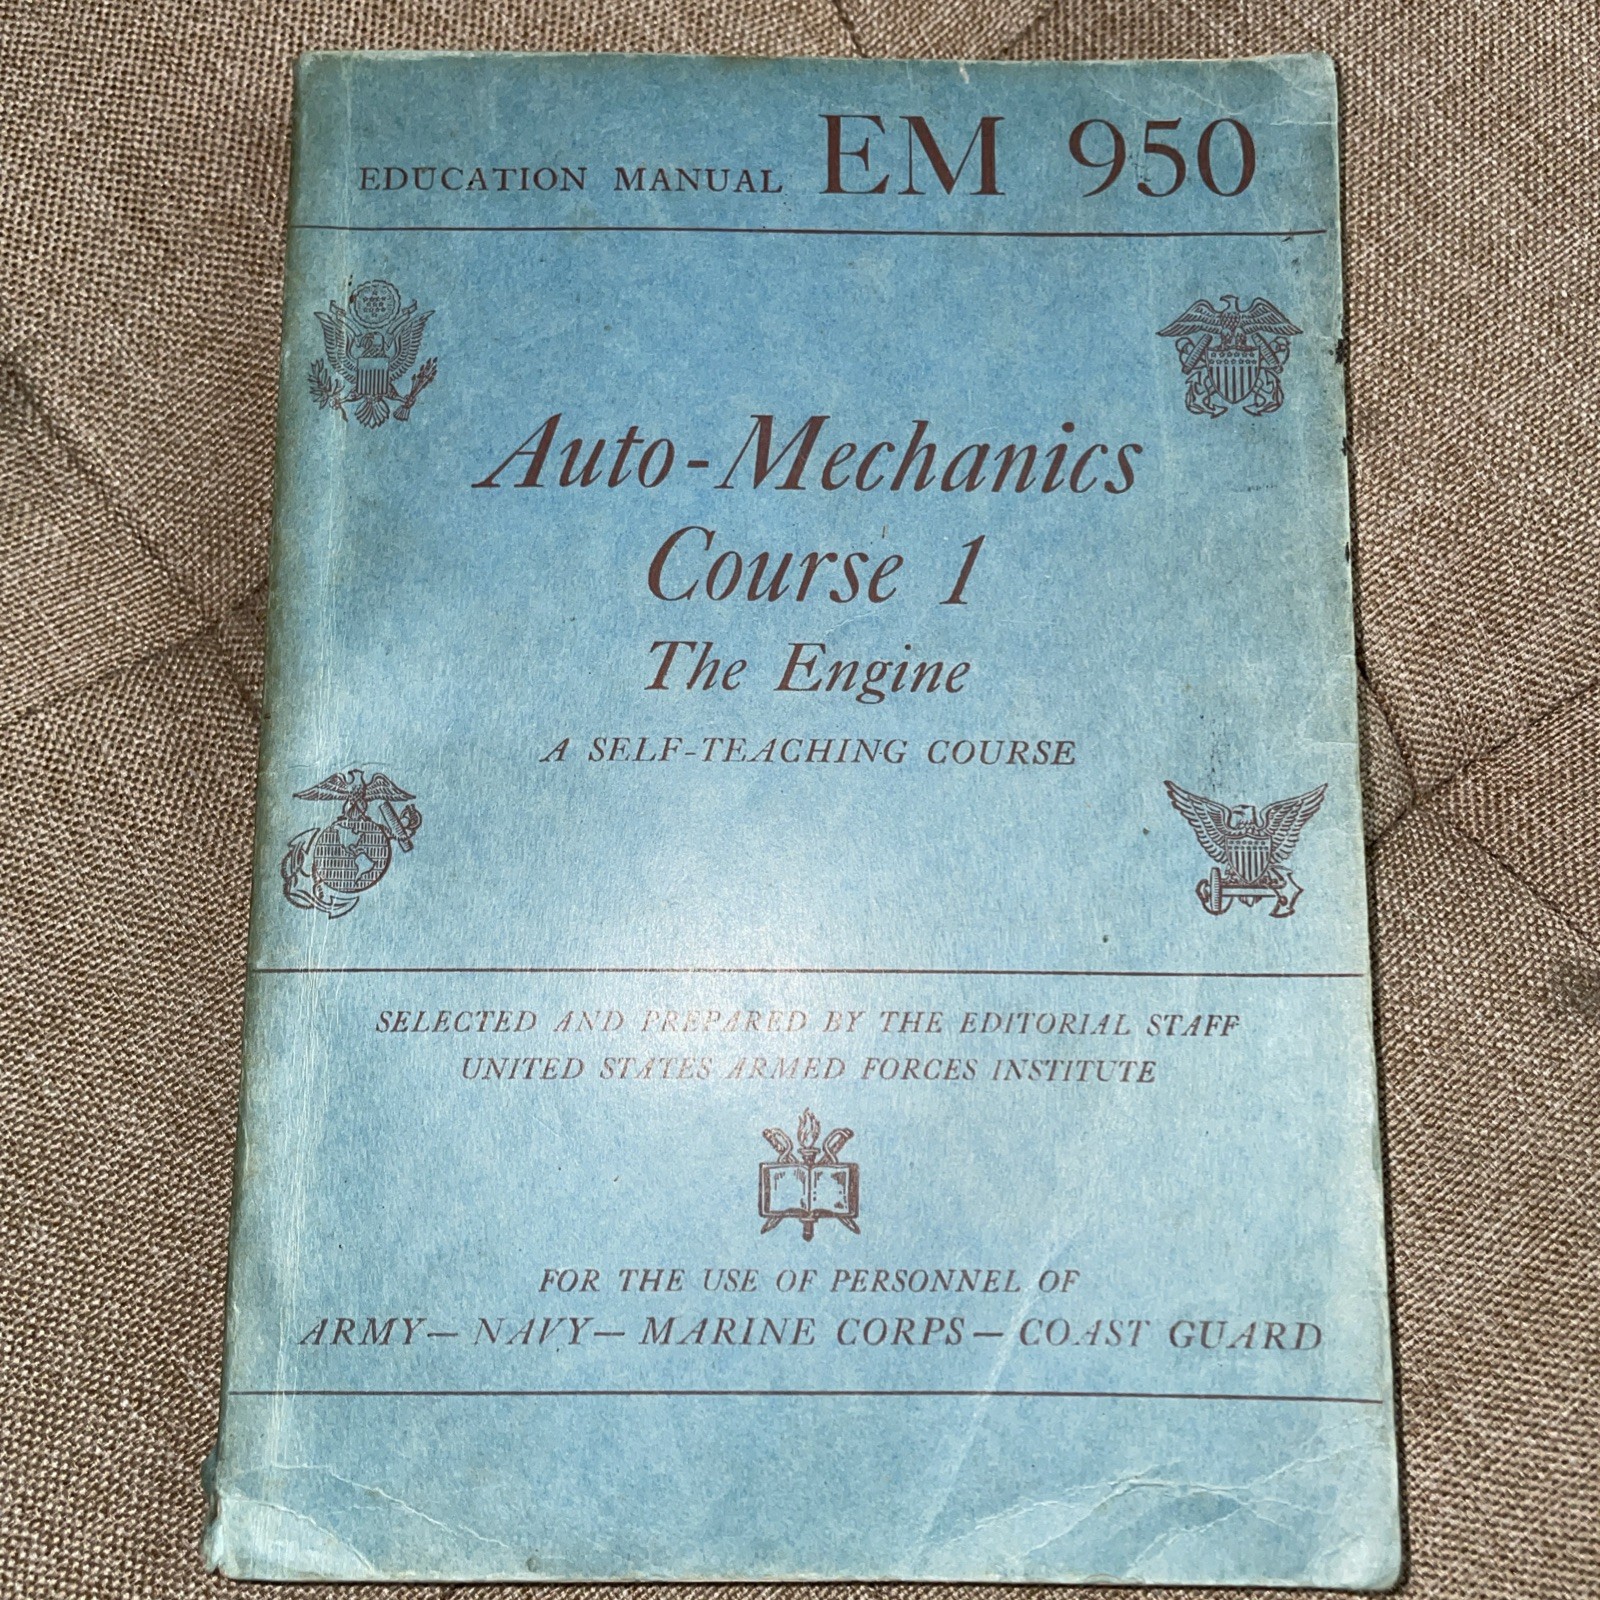 EDUCATION MANUAL EM 950
Auto-Mechanics
Course 1
The Engine
A SELF-TEACHING COURSE
SELECTED AND PREPARED BY THE EDITORIAL STAFF
UNITED STATES ARMED FORCES INSTITUTE
FOR THE USE OF PERSONNEL OF
ARMY—NAVY—MARINE CORPS—COAST GUARD